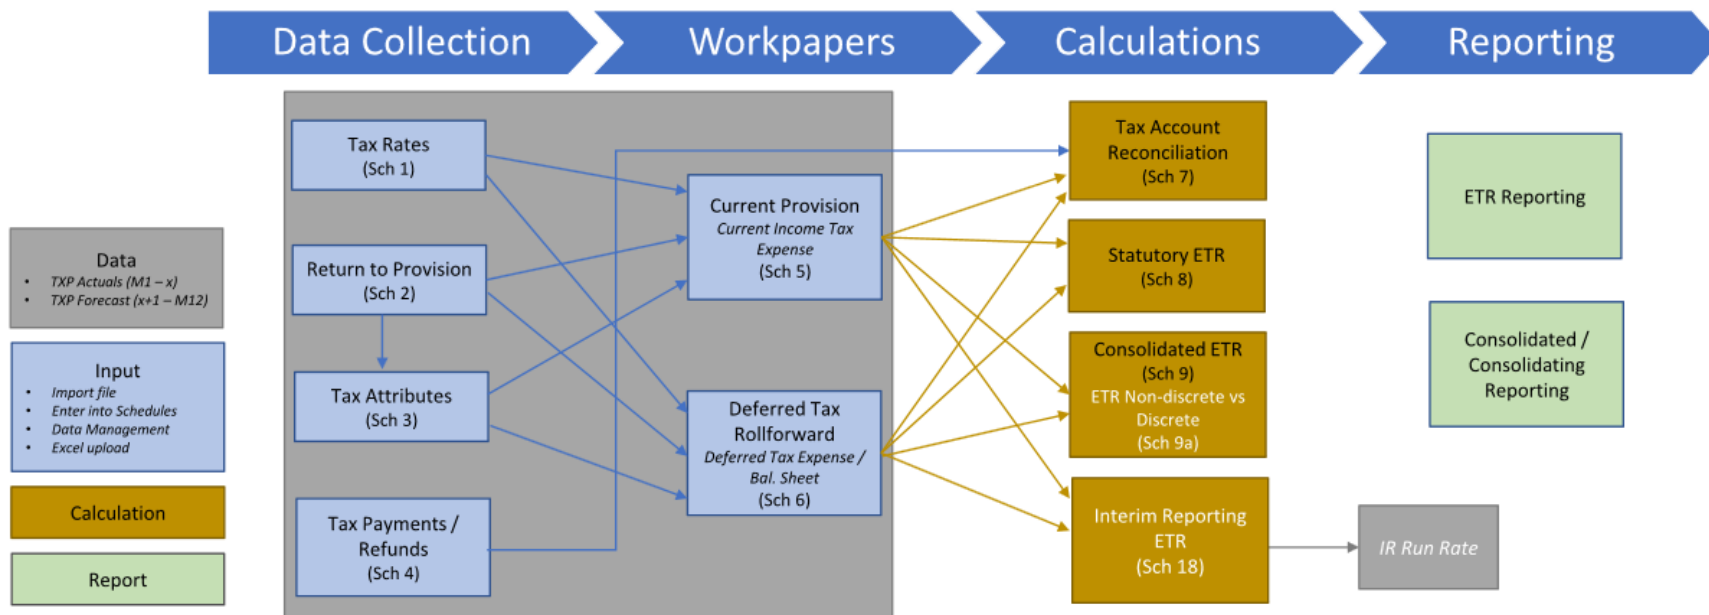 Data Collection
Workpapers
Calculations
Reporting
Data
• TXP Actuals (M1 – x)
• TXP Forecast (x+1 – M12)
Input
• Import file
• Enter into Schedules
• Data Management
• Excel upload
Calculation
Report
Tax Rates
(Sch 1)
Return to Provision
(Sch 2)
Tax Attributes
(Sch 3)
Tax Payments /
Refunds
(Sch 4)
Current Provision
Current Income Tax
Expense
(Sch 5)
Deferred Tax
Rollforward
Deferred Tax Expense /
Bal. Sheet
(Sch 6)
Tax Account
Reconciliation
(Sch 7)
Statutory ETR
(Sch 8)
Consolidated ETR
(Sch 9)
ETR Non-discrete vs
Discrete
(Sch 9a)
Interim Reporting
ETR
(Sch 18)
IR Run Rate
ETR Reporting
Consolidated /
Consolidating
Reporting